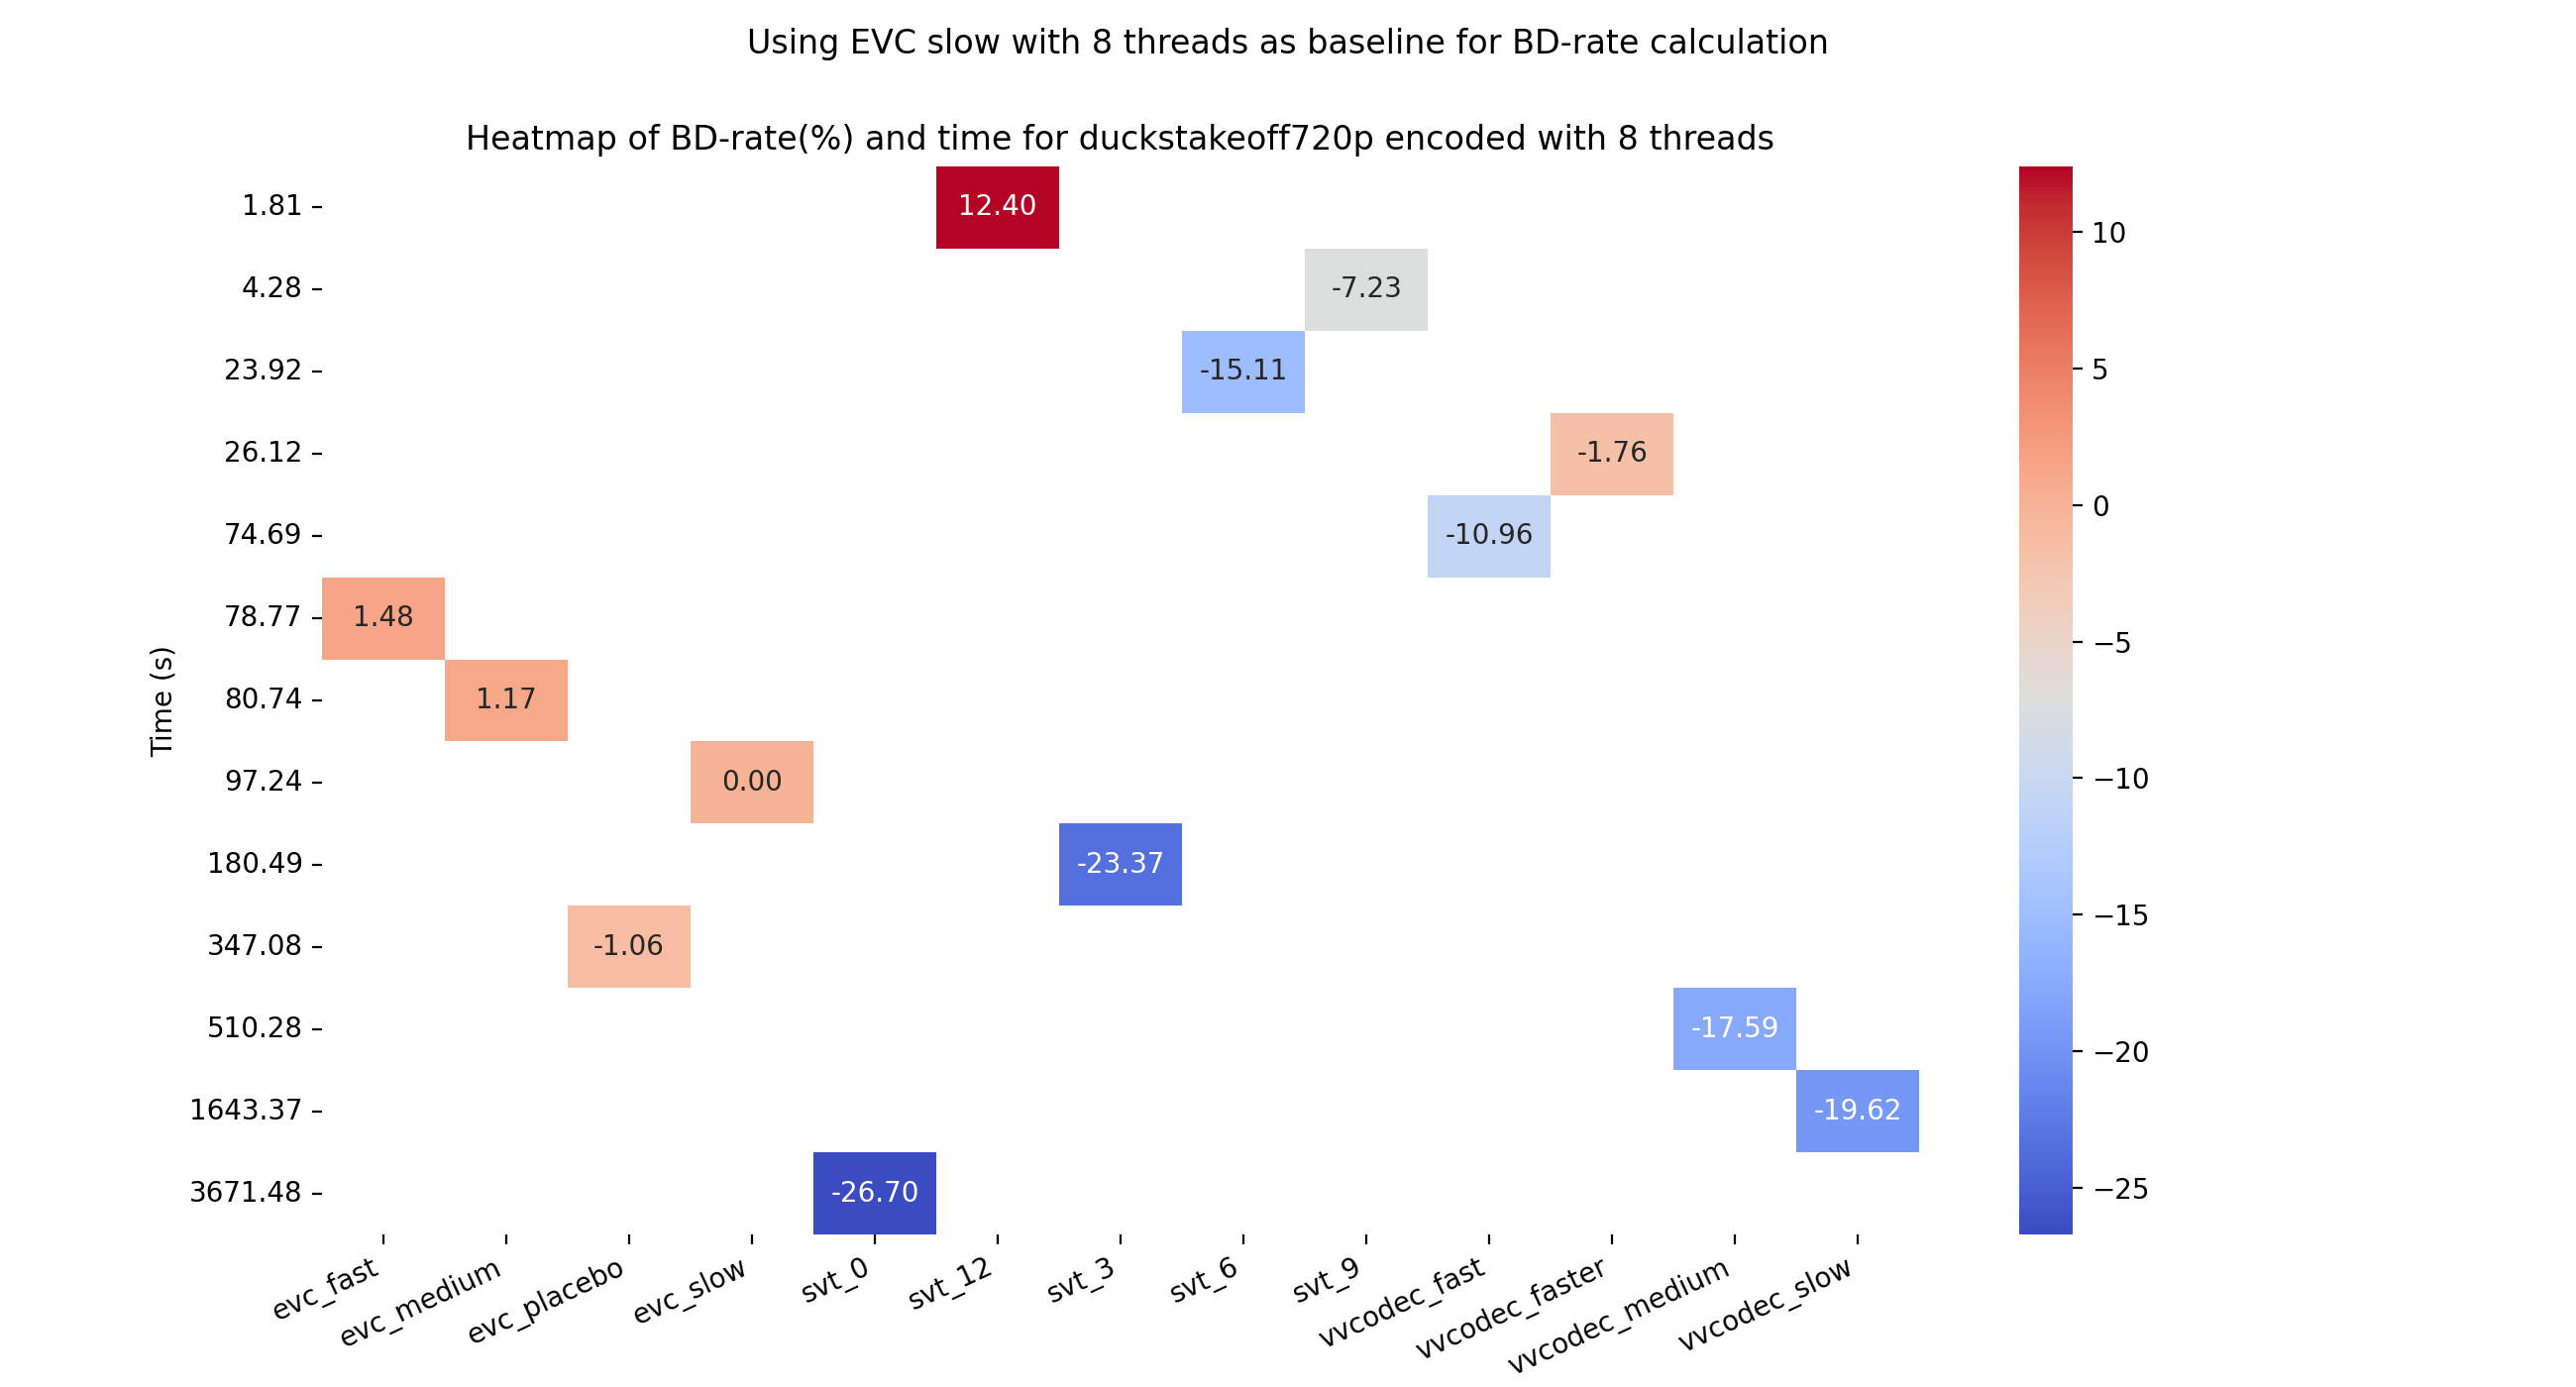 Using EVC slow with 8 threads as baseline for BD-rate calculation
Heatmap of BD-rate(%) and time for duckstakeoff720p encoded with 8 threads
Time (s)
1.81
12.40
4.28
-7.23
23.92
-15.11
26.12
-1.76
74.69
-10.96
78.77
1.48
80.74
1.17
97.24
0.00
180.49
-23.37
347.08
-1.06
510.28
-17.59
1643.37
-19.62
3671.48
-26.70
evc_fast
evc_medium
evc_placebo
evc_slow
svt_0
svt_12
svt_3
svt_6
svt_9
vvcodec_fast
vvcodec_faster
vvcodec_medium
vvcodec_slow
10
5
0
−5
−10
−15
−20
−25